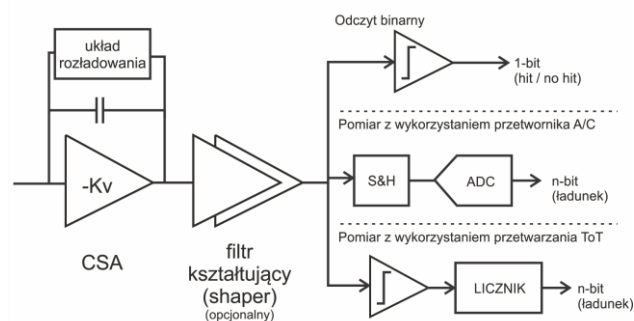 układ
rozładowania
-Kv
CSA
filtr
kształtujący
(shaper)
(opcjonalny)
Odczyt binarny
1-bit
(hit / no hit)
Pomiar z wykorzystaniem przetwornika A/C
S&H
ADC
n-bit
(ładunek)
Pomiar z wykorzystaniem przetwarzania ToT
LICZNIK
n-bit
(ładunek)